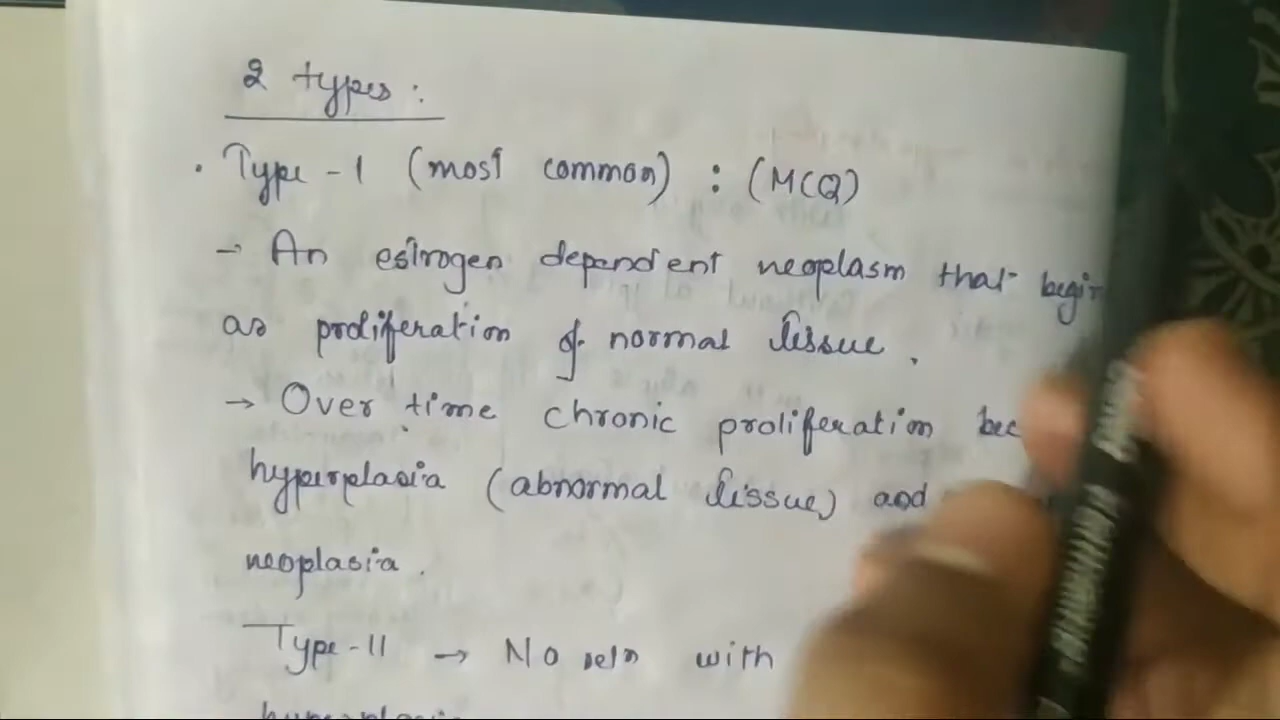 2 types :
. Type - I (most common) : (MCQ)
→ An estrogen dependent neoplasm that
as proliferation of normal tissue .
→ Over time chronic proliferation
hyperplasia (abnormal tissue) and
neoplasia .
Type - II → No reln with